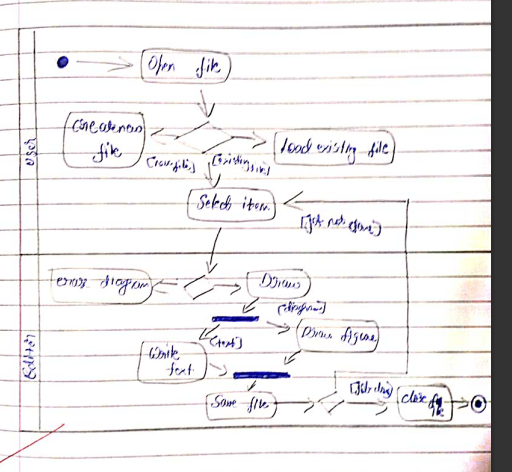 Open file
User
Create new
file
Load existing file
[new file]
[existing file]
Select item
[Job not done]
erase diagram
Draw
[diagram]
Editor
[text]
Draw figure
Write
text
Save file
[Job done]
close
file